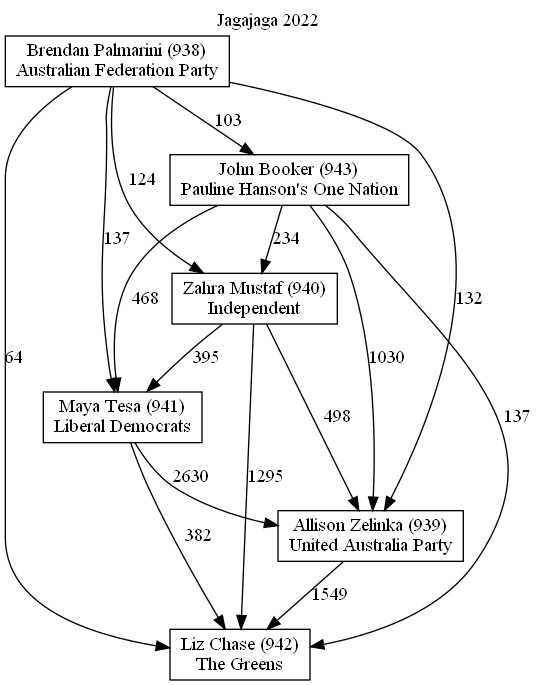 Jagajaga 2022
Brendan Palmarini (938)
Australian Federation Party
103
John Booker (943)
Pauline Hanson's One Nation
124
137
234
Zahra Mustaf (940)
Independent
468
132
64
395
1030
Maya Tesa (941)
Liberal Democrats
498
137
2630
1295
Allison Zelinka (939)
United Australia Party
382
1549
Liz Chase (942)
The Greens